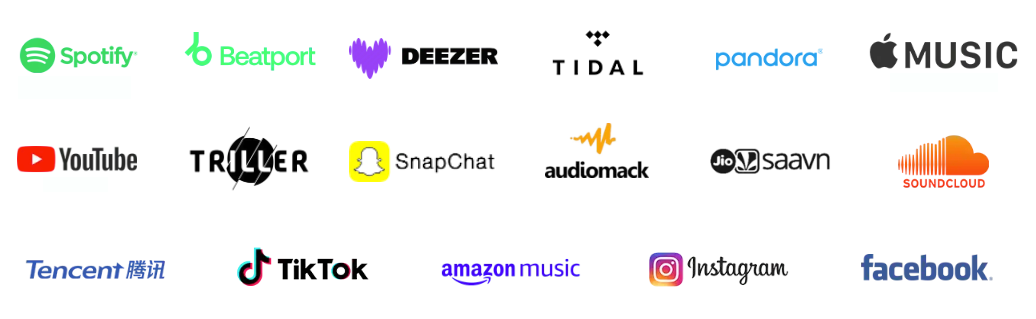 Spotify®
Beatport
DEEZER
TIDAL
pandora®
MUSIC
YouTube
TRILLER
SnapChat
audiomack
Jio saavn
SOUNDCLOUD
Tencent 腾讯
TikTok
amazon music
Instagram
facebook®